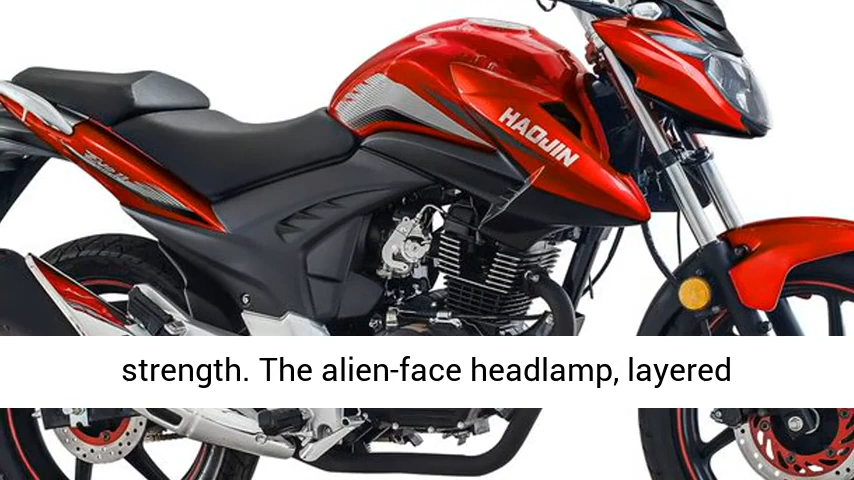 HAOJIN
strength. The alien-face headlamp, layered